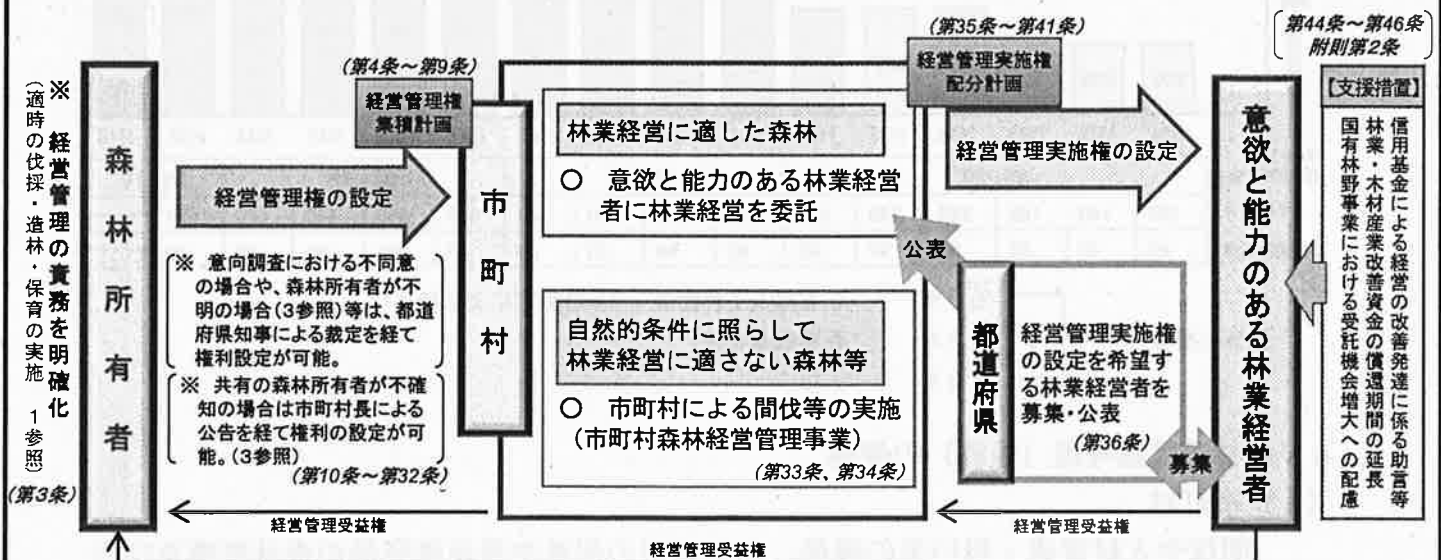 ※ 経営管理の責務を明確化
（適時の伐採・造林・保育の実施　1参照）
(第3条)
森林所有者
(第4条～第9条)
経営管理権
集積計画
経営管理権の設定
※ 意向調査における不同意
の場合や、森林所有者が不
明の場合(3参照)等は、都道
府県知事による裁定を経て
権利設定が可能。
※ 共有の森林所有者が不確
知の場合は市町村長による
公告を経て権利の設定が可
能。(3参照)
(第10条～第32条)
市町村
林業経営に適した森林
○ 意欲と能力のある林業経営
者に林業経営を委託
自然的条件に照らして
林業経営に適さない森林等
○ 市町村による間伐等の実施
(市町村森林経営管理事業)
(第33条、第34条)
(第35条～第41条)
経営管理実施権
配分計画
経営管理実施権の設定
公表
都道府県
経営管理実施権
の設定を希望す
る林業経営者を
募集・公表
(第36条)
募集
意欲と能力のある林業経営者
第44条～第46条
附則第2条
【支援措置】
信用基金による経営の改善発達に係る助言等
林業・木材産業改善資金の償還期間の延長
国有林野事業における受託機会増大への配慮
経営管理受益権
経営管理受益権
経営管理受益権